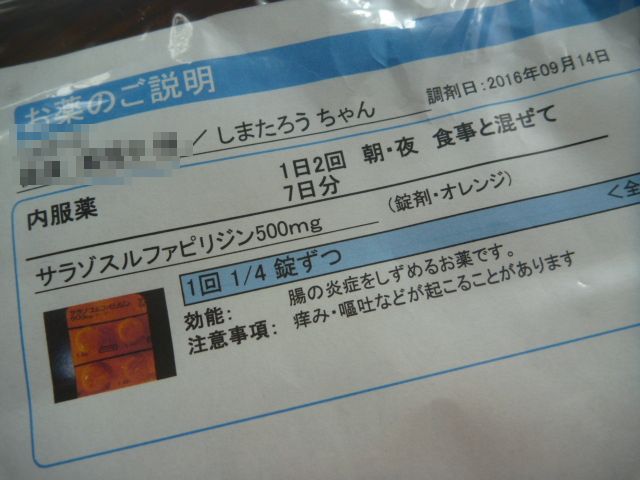 お薬のご説明
調剤日:2016年09月14日
／しまたろう ちゃん
内服薬
1日2回 朝・夜 食事と混ぜて
7日分
サラゾスルファピリジン500mg
(錠剤・オレンジ)
<全
1回 1/4 錠ずつ
効能: 腸の炎症をしずめるお薬です。
注意事項: 痒み・嘔吐などが起こることがあります